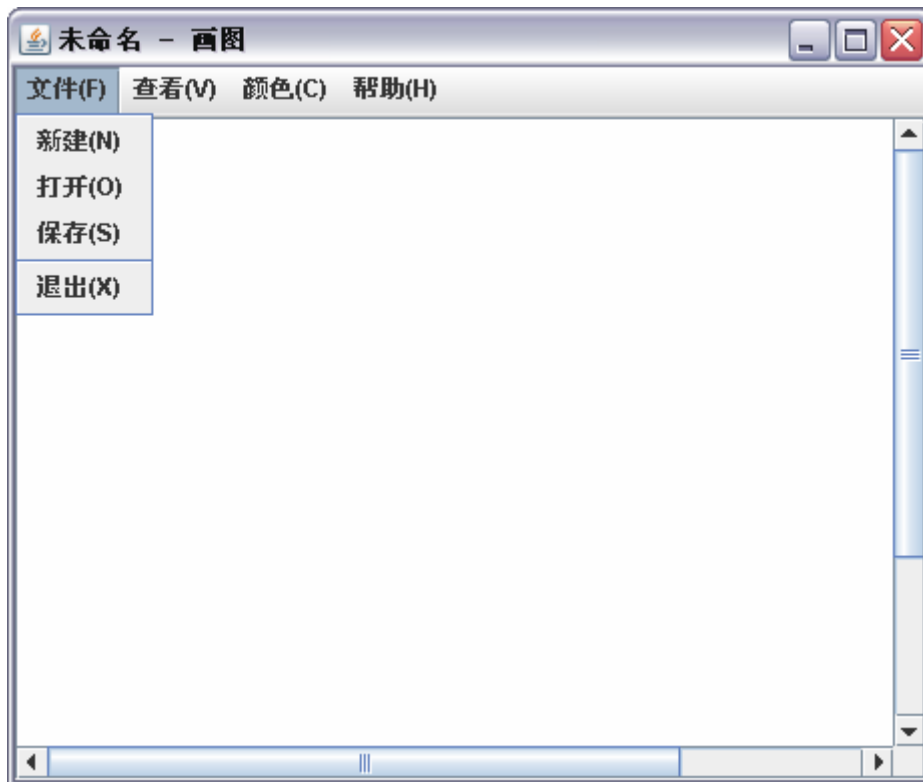 未命名 - 画图
文件(F) 查看(V) 颜色(C) 帮助(H)
新建(N)
打开(O)
保存(S)
退出(X)